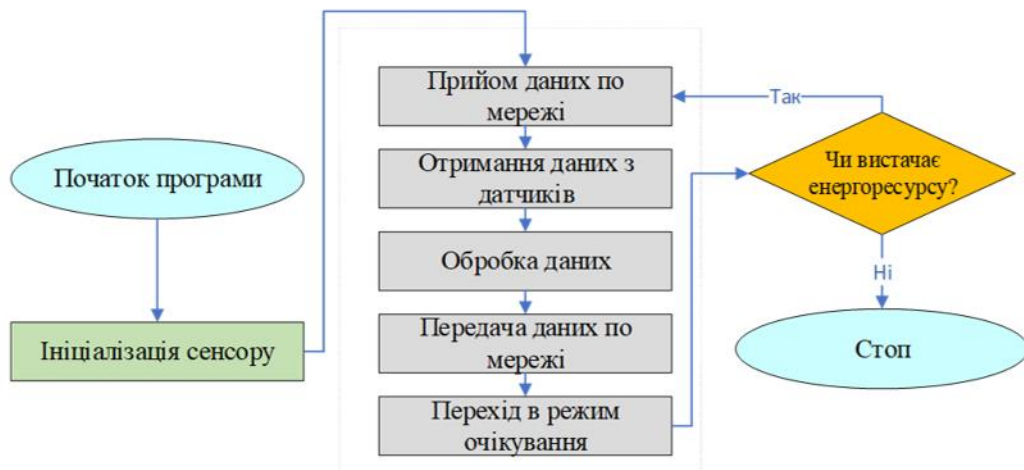 Початок програми
Ініціалізація сенсору
Прийом даних по
мережі
Отримання даних з
датчиків
Обробка даних
Передача даних по
мережі
Перехід в режим
очікування
Чи вистачає
енергоресурсу?
Так
Ні
Стоп